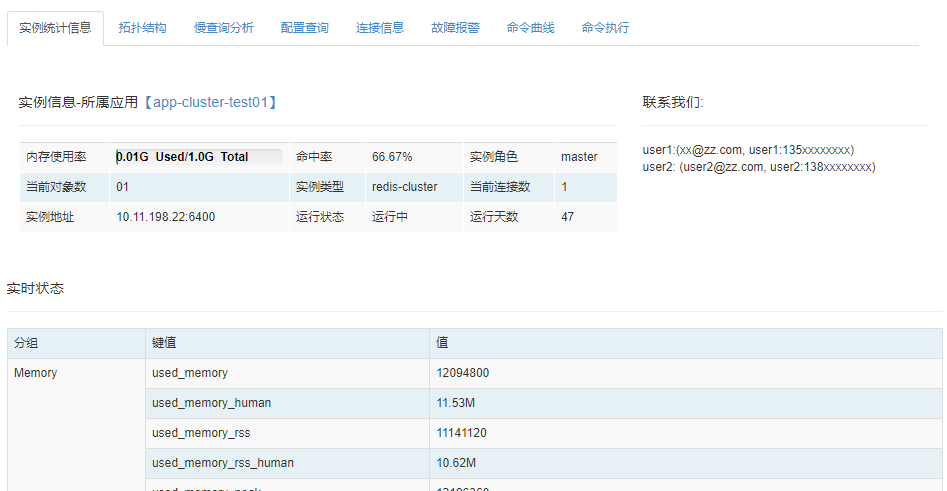 实例统计信息 拓扑结构 慢查询分析 配置查询 连接信息 故障报警 命令曲线 命令执行
实例信息-所属应用【app-cluster-test01】
内存使用率 0.01G Used/1.0G Total 命中率 66.67% 实例角色 master
当前对象数 01 实例类型 redis-cluster 当前连接数 1
实例地址 10.11.198.22:6400 运行状态 运行中 运行天数 47
联系我们:
user1:(xx@zz.com, user1:135xxxxxxxx)
user2: (user2@zz.com, user2:138xxxxxxxx)
实时状态
分组 键值 值
Memory used_memory 12094800
used_memory_human 11.53M
used_memory_rss 11141120
used_memory_rss_human 10.62M